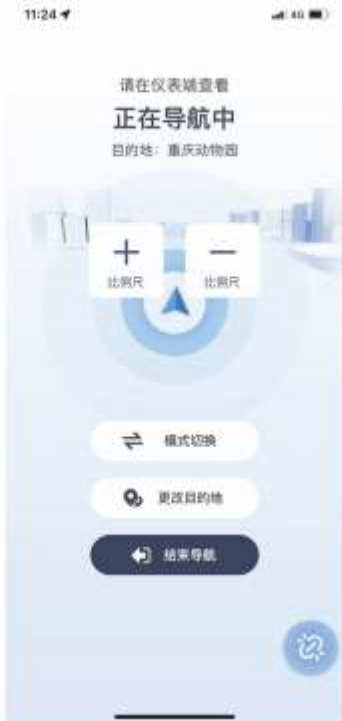 11:24
4G
请在仪表端查看
正在导航中
目的地：重庆动物园
比例尺
比例尺
模式切换
更改目的地
结束导航